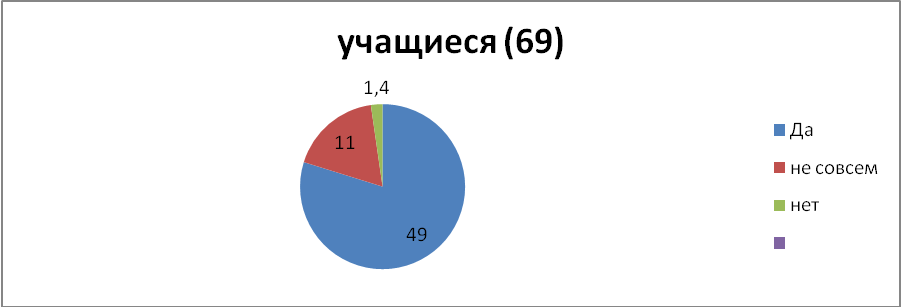 учащиеся (69)
1,4
11
49
Да
не совсем
нет